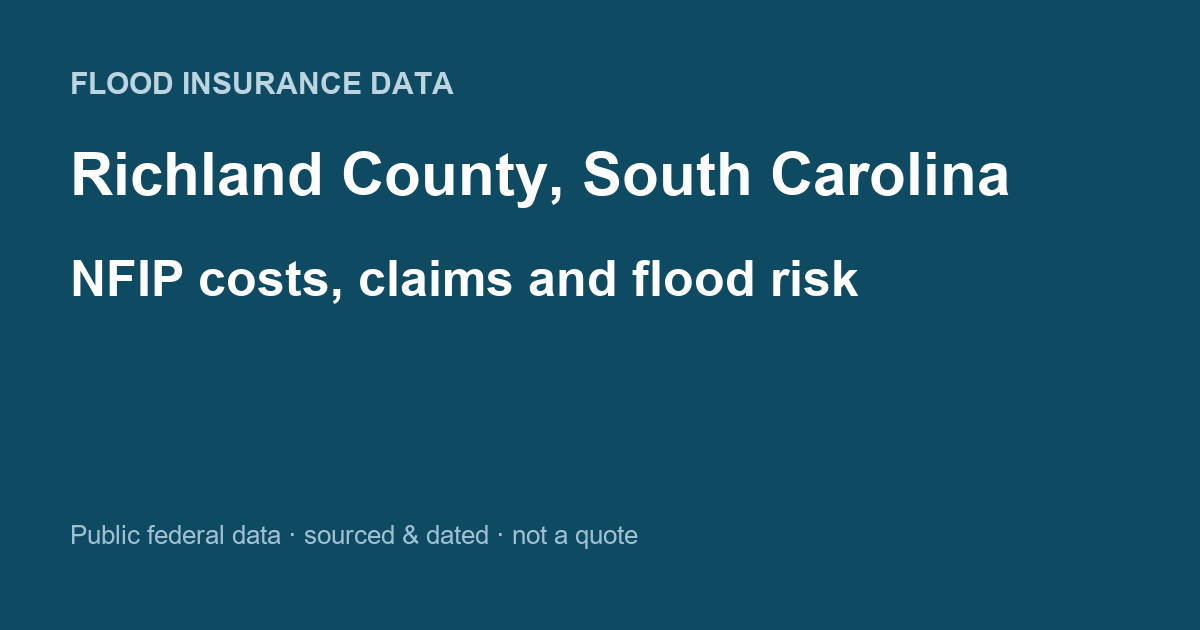 FLOOD INSURANCE DATA
Richland County, South Carolina
NFIP costs, claims and flood risk
Public federal data · sourced & dated · not a quote